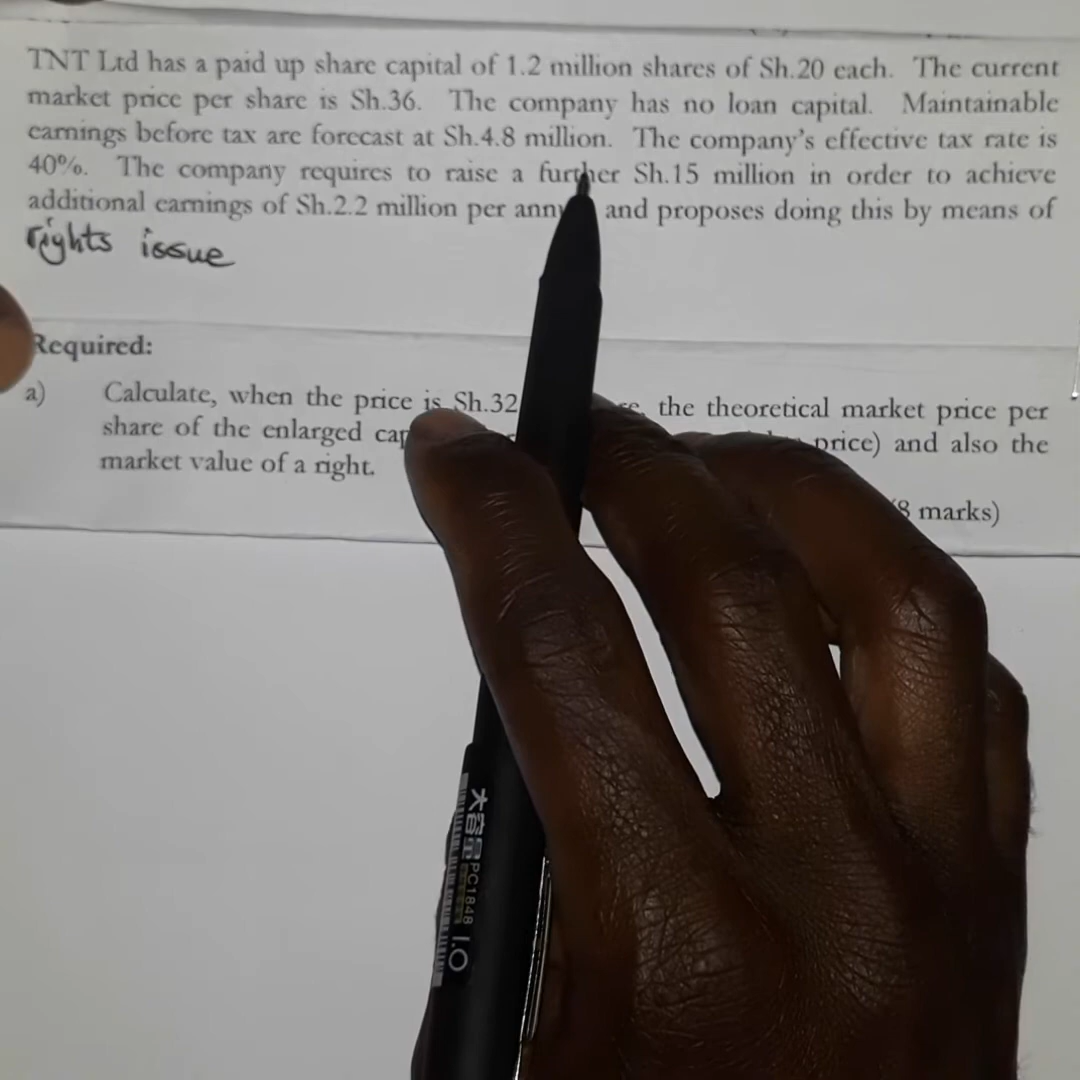 TNT Ltd has a paid up share capital of 1.2 million shares of Sh.20 each. The current
market price per share is Sh.36. The company has no loan capital. Maintainable
earnings before tax are forecast at Sh.4.8 million. The company's effective tax rate is
40%. The company requires to raise a further Sh.15 million in order to achieve
additional earnings of Sh.2.2 million per and proposes doing this by means of
rights issue
Required:
a) Calculate, when the price is Sh.32 the theoretical market price per
share of the enlarged price) and also the
market value of a right.
(8 marks)
大容量 PC1848 1.0